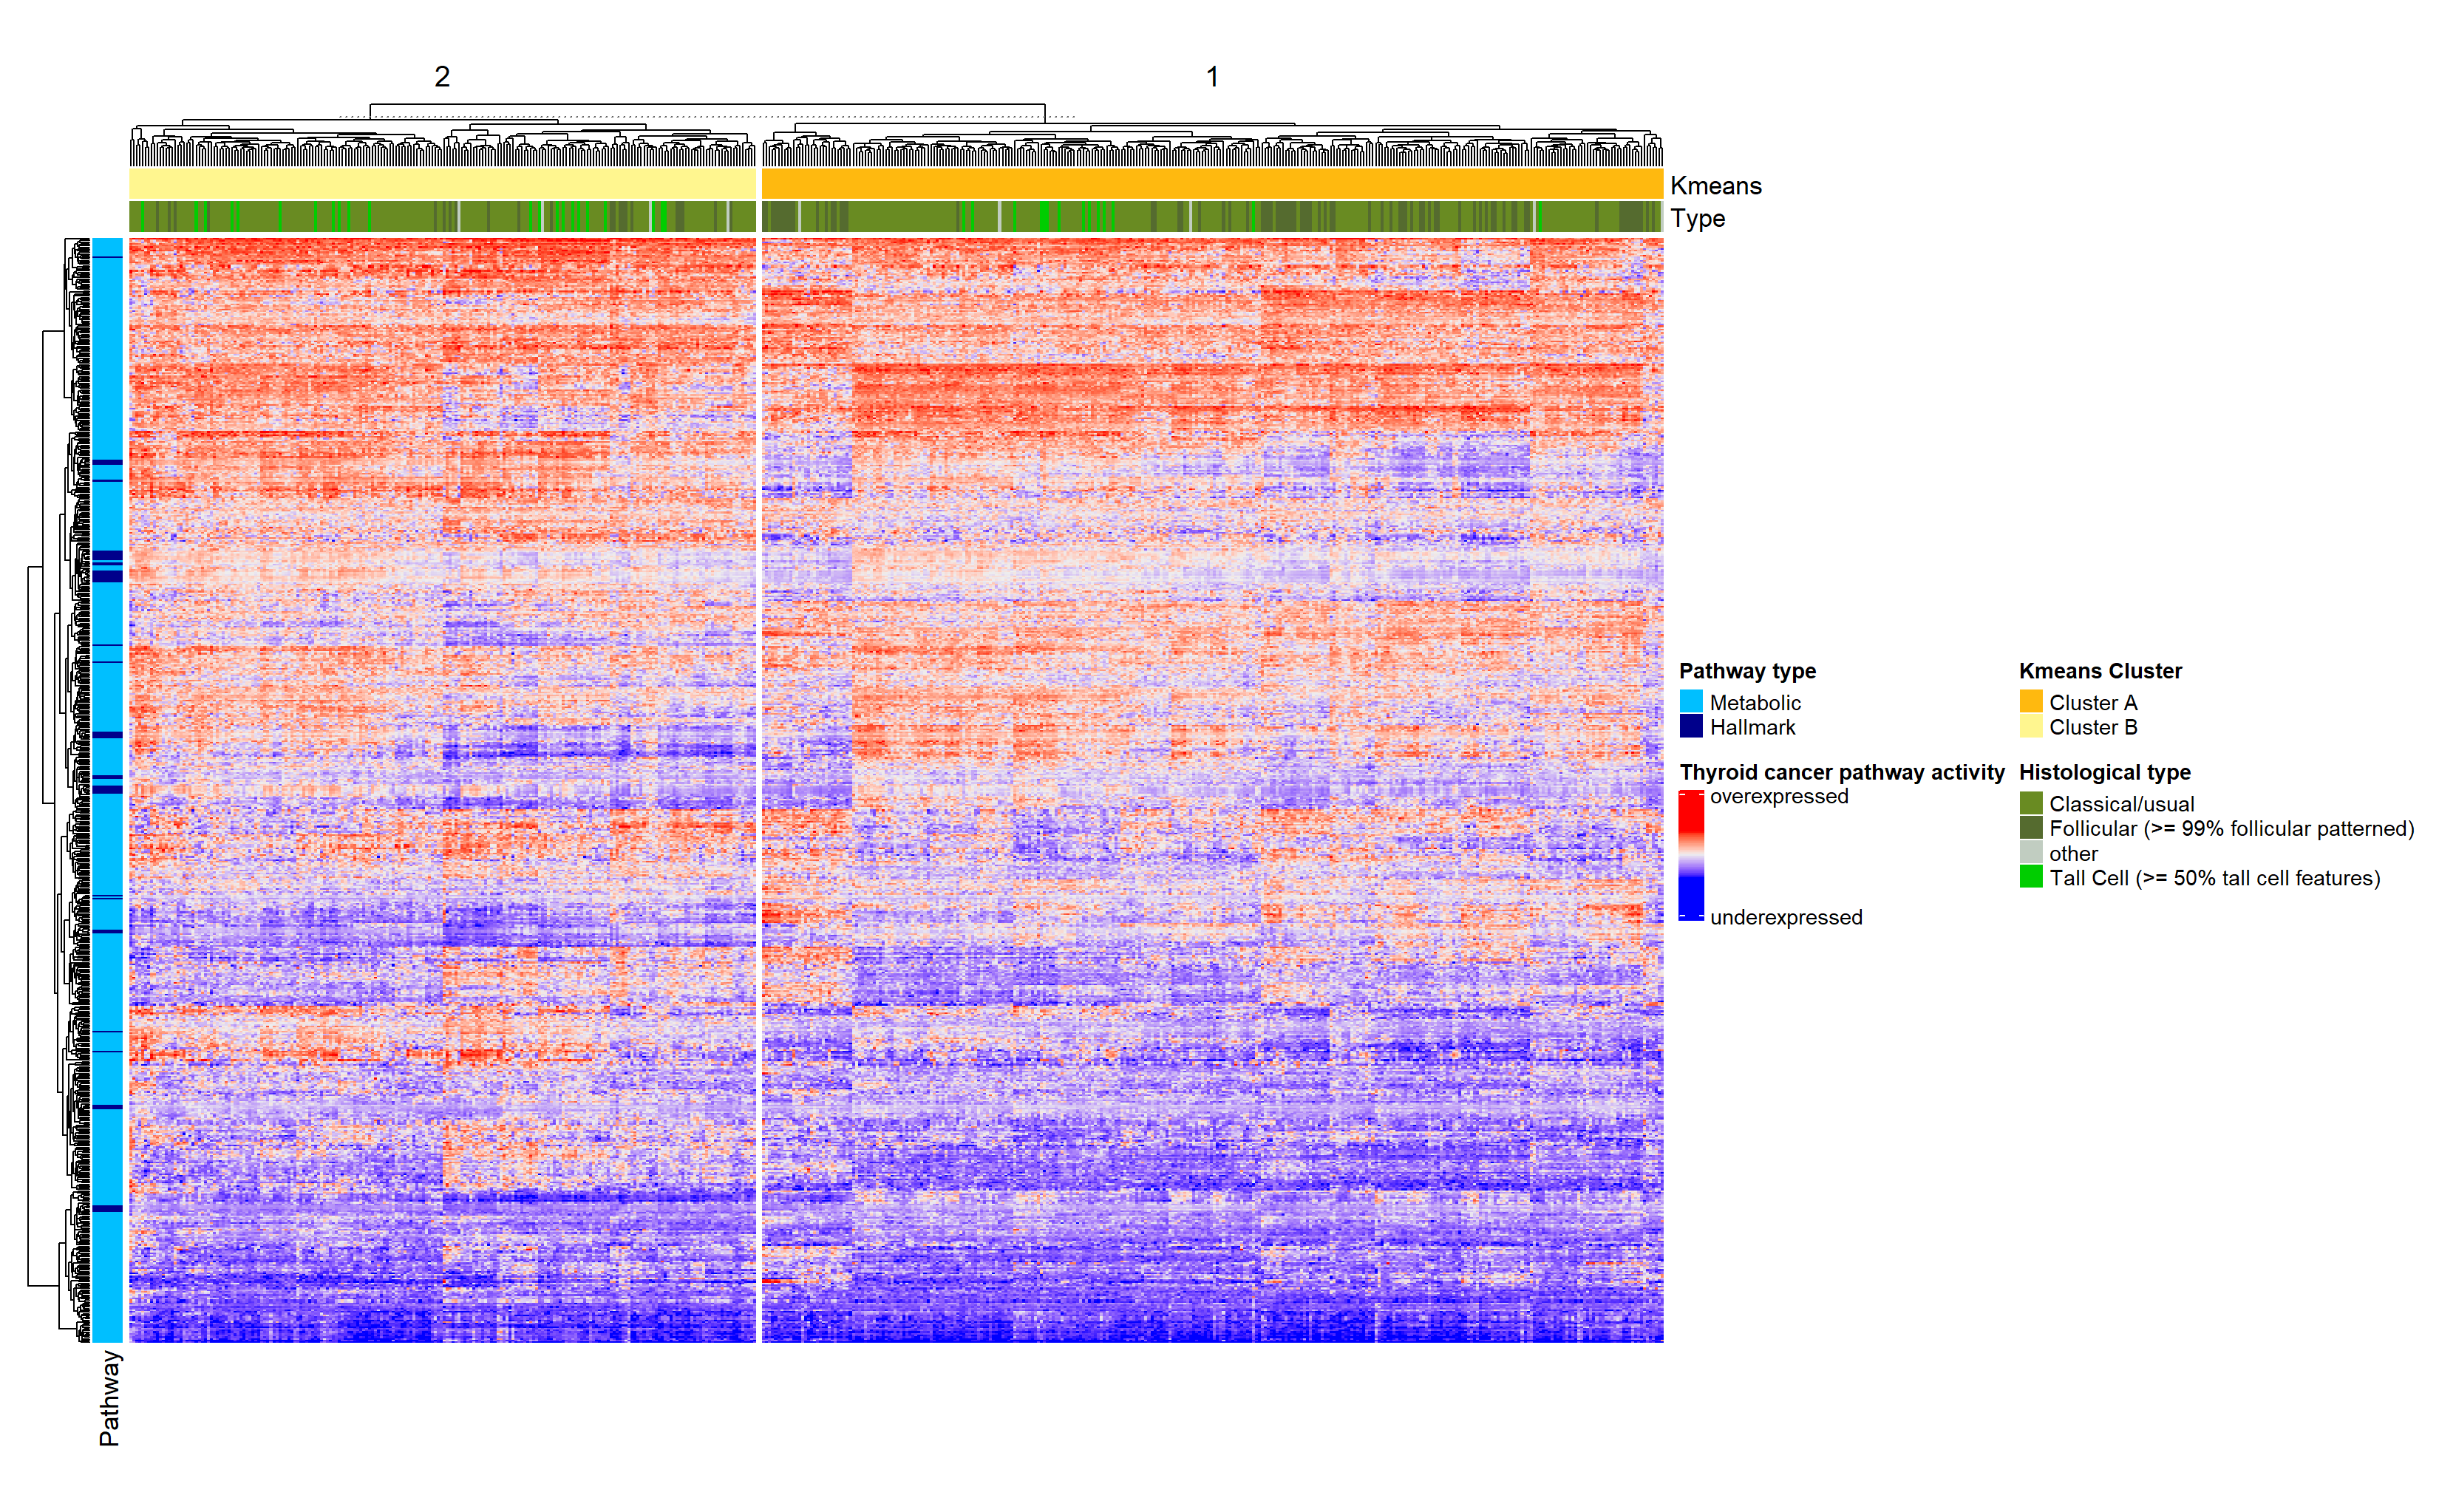 2 1
Kmeans
Type
Pathway type
Metabolic
Hallmark
Thyroid cancer pathway activity
overexpressed
underexpressed
Kmeans Cluster
Cluster A
Cluster B
Histological type
Classical/usual
Follicular (>= 99% follicular patterned)
other
Tall Cell (>= 50% tall cell features)
Pathway